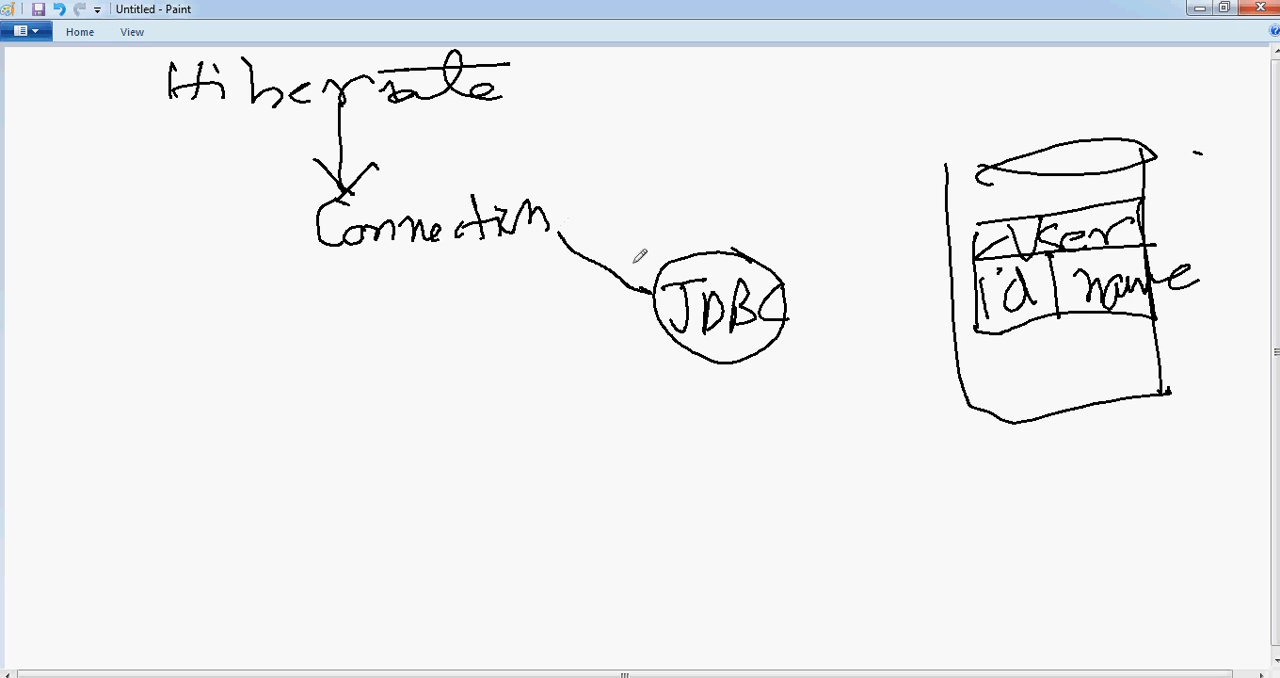 Untitled - Paint
Home View
Hibernate
Connection
JDBC
User
id name